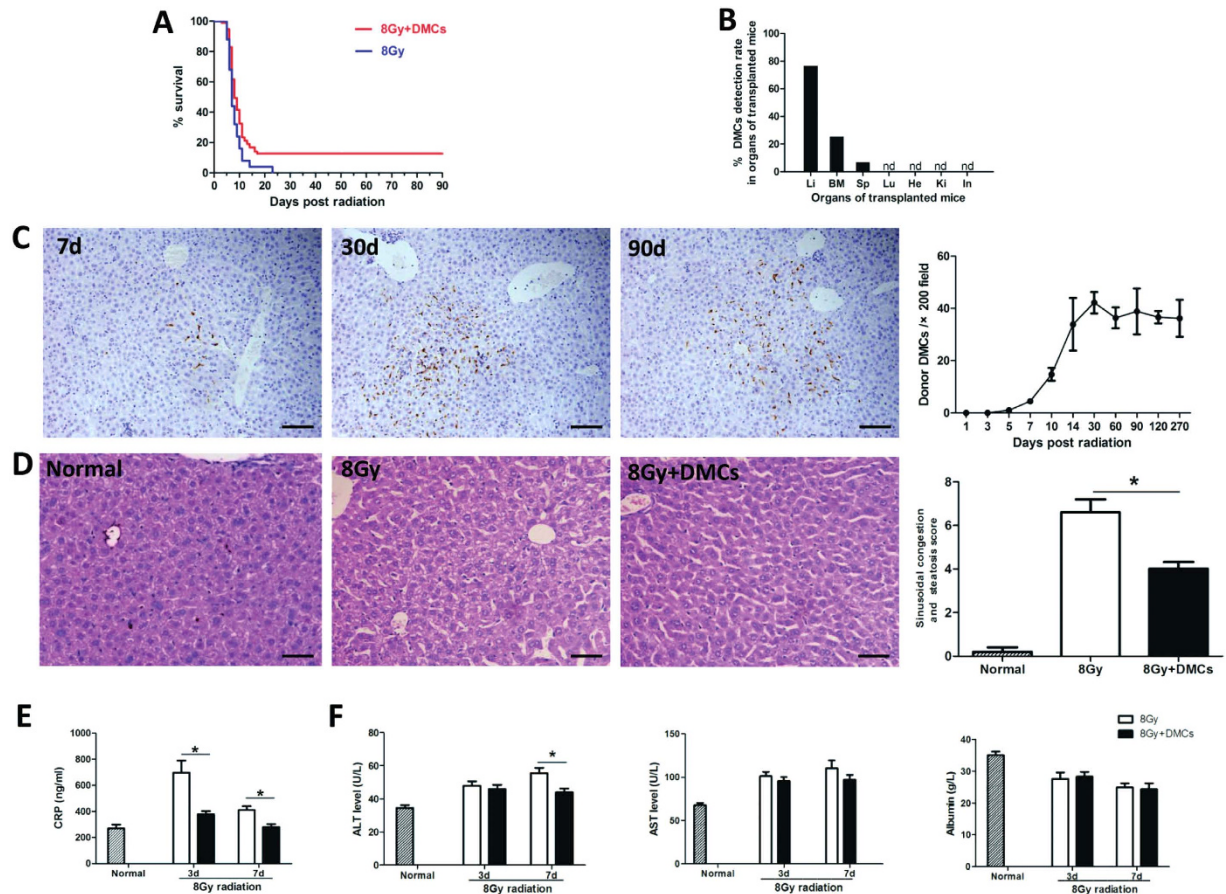 A
100
80
60
40
20
0
% survival
0 10 20 30 40 50 60 70 80 90
Days post radiation
8Gy+DMCs
8Gy
B
100
80
60
40
20
0
% DMCs detection rate
in organs of transplanted mice
nd nd nd nd
Li BM Sp Lu He Ki In
Organs of transplanted mice
C
7d
30d
90d
60
40
20
0
Donor DMCs /× 200 field
1 3 5 7 10 14 30 60 90 120 270
Days post radiation
D
Normal
8Gy
8Gy+DMCs
8
6
4
2
0
Sinusoidal congestion
and steatosis score
*
Normal 8Gy 8Gy+DMCs
E
1000
800
600
400
200
0
CRP (ng/ml)
* *
Normal 3d 7d
8Gy radiation
F
80
60
40
20
0
ALT level (U/L)
*
Normal 3d 7d
8Gy radiation
150
100
50
0
AST level (U/L)
Normal 3d 7d
8Gy radiation
8Gy
8Gy+DMCs
40
30
20
10
0
Albumin (g/L)
Normal 3d 7d
8Gy radiation